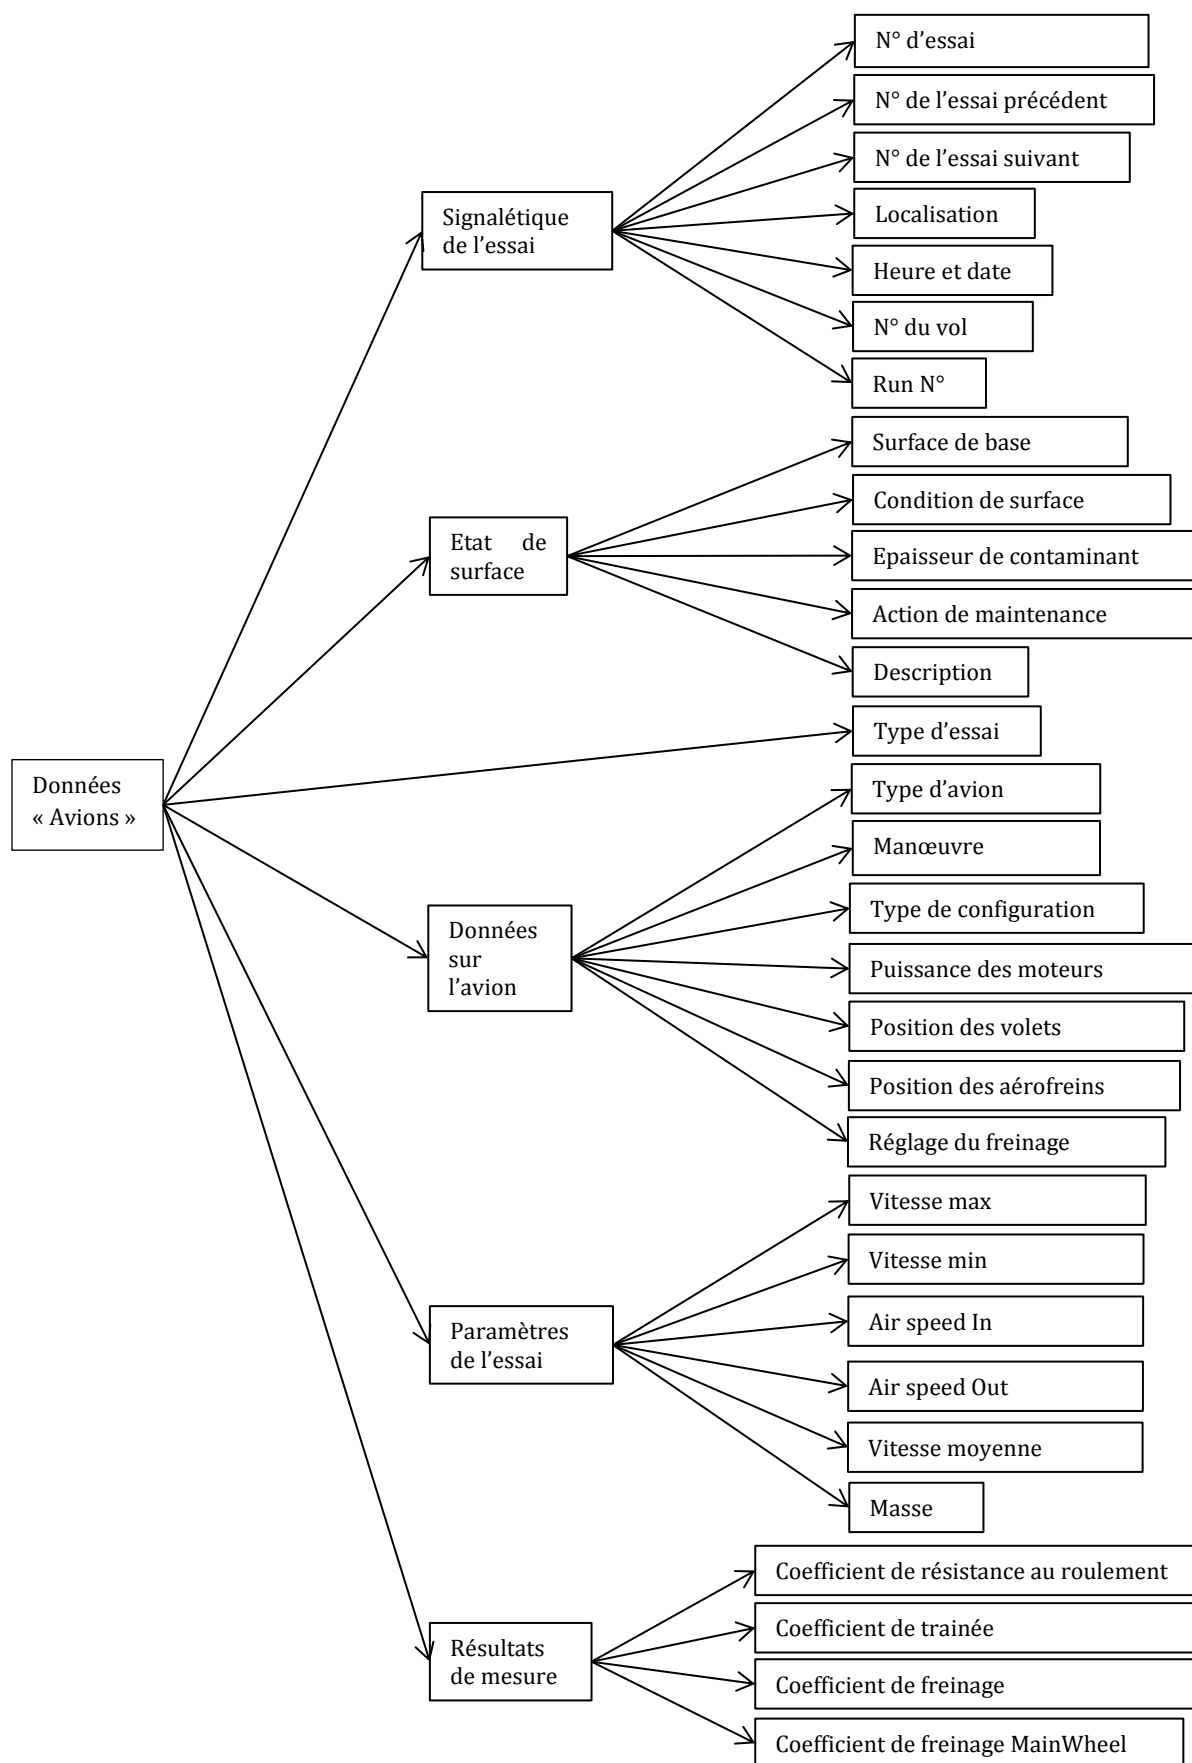 N° d’essai
N° de l’essai précédent
N° de l’essai suivant
Signalétique
de l’essai
Localisation
Heure et date
N° du vol
Run N°
Surface de base
Condition de surface
Etat de
surface
Epaisseur de contaminant
Action de maintenance
Description
Type d’essai
Données
« Avions »
Type d’avion
Manœuvre
Type de configuration
Données
sur
l’avion
Puissance des moteurs
Position des volets
Position des aérofreins
Réglage du freinage
Vitesse max
Vitesse min
Air speed In
Paramètres
de l’essai
Air speed Out
Vitesse moyenne
Masse
Coefficient de résistance au roulement
Coefficient de trainée
Résultats
de mesure
Coefficient de freinage
Coefficient de freinage MainWheel